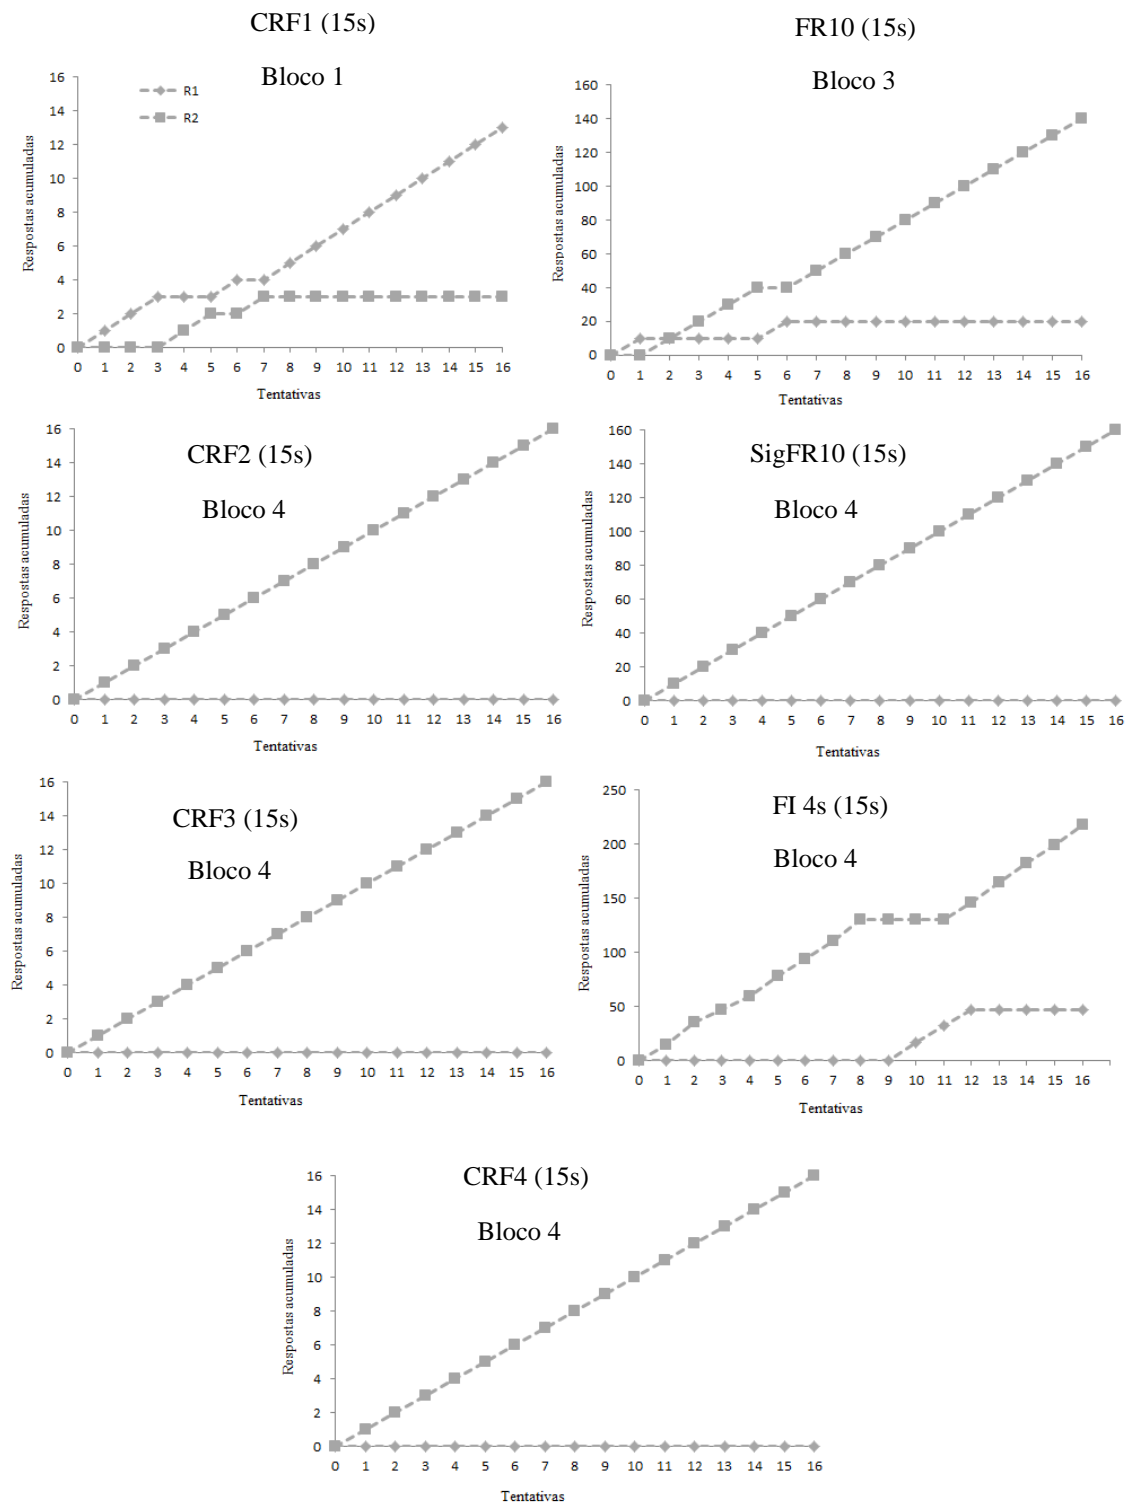 CRF1 (15s)
Bloco 1
R1
R2
Respostas acumuladas
16
14
12
10
8
6
4
2
0
0 1 2 3 4 5 6 7 8 9 10 11 12 13 14 15 16
Tentativas
FR10 (15s)
Bloco 3
Respostas acumuladas
160
140
120
100
80
60
40
20
0
0 1 2 3 4 5 6 7 8 9 10 11 12 13 14 15 16
Tentativas
CRF2 (15s)
Bloco 4
Respostas acumuladas
16
14
12
10
8
6
4
2
0
0 1 2 3 4 5 6 7 8 9 10 11 12 13 14 15 16
Tentativas
SigFR10 (15s)
Bloco 4
Respostas acumuladas
160
140
120
100
80
60
40
20
0
0 1 2 3 4 5 6 7 8 9 10 11 12 13 14 15 16
Tentativas
CRF3 (15s)
Bloco 4
Respostas acumuladas
16
14
12
10
8
6
4
2
0
0 1 2 3 4 5 6 7 8 9 10 11 12 13 14 15 16
Tentativas
FI 4s (15s)
Bloco 4
Respostas acumuladas
250
200
150
100
50
0
0 1 2 3 4 5 6 7 8 9 10 11 12 13 14 15 16
Tentativas
CRF4 (15s)
Bloco 4
Respostas acumuladas
16
14
12
10
8
6
4
2
0
0 1 2 3 4 5 6 7 8 9 10 11 12 13 14 15 16
Tentativas